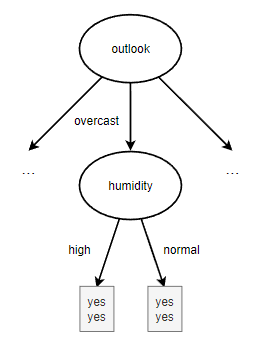 outlook
overcast
... ...
humidity
high normal
yes yes
yes yes